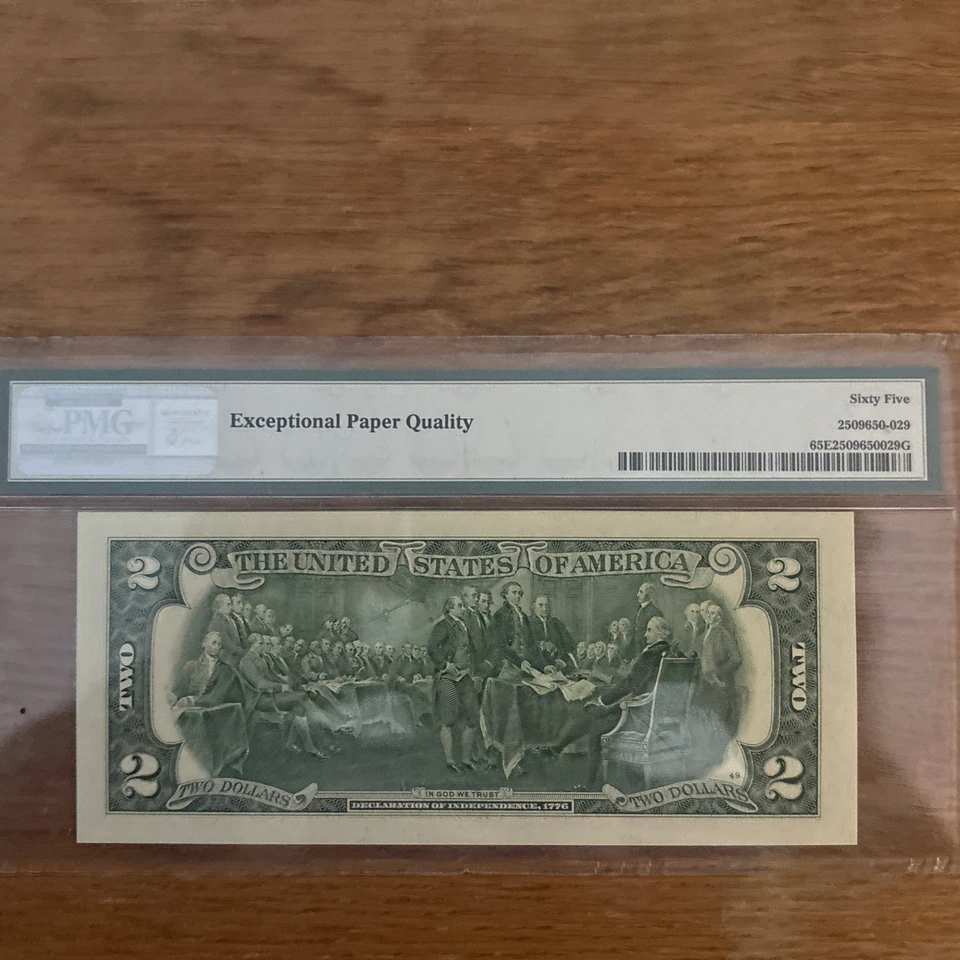 PMG
Exceptional Paper Quality
Sixty Five
2509650-029
65E2509650029G
THE UNITED STATES OF AMERICA
2
2
TWO
TWO
2
2
49
TWO DOLLARS
IN GOD WE TRUST
TWO DOLLARS
DECLARATION OF INDEPENDENCE, 1776